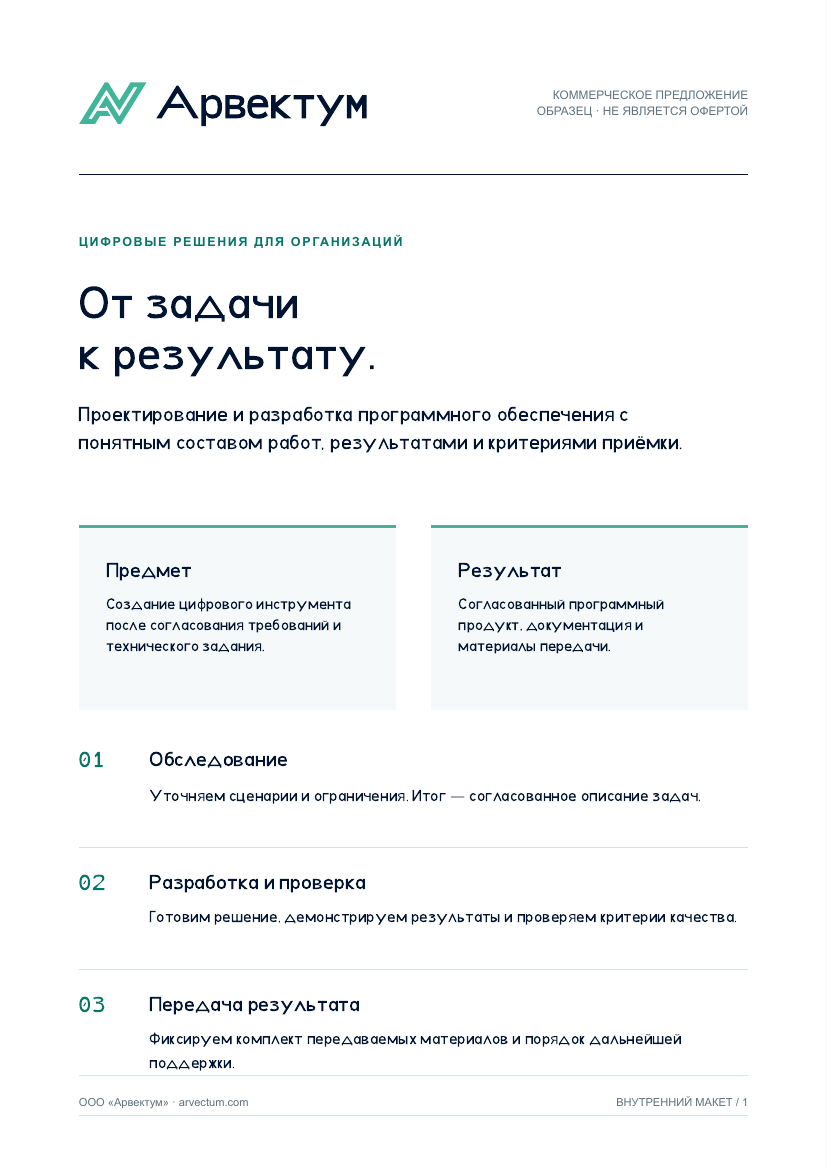 Арвектум
КОММЕРЧЕСКОЕ ПРЕДЛОЖЕНИЕ
ОБРАЗЕЦ · НЕ ЯВЛЯЕТСЯ ОФЕРТОЙ
ЦИФРОВЫЕ РЕШЕНИЯ ДЛЯ ОРГАНИЗАЦИЙ
От задачи
к результату.
Проектирование и разработка программного обеспечения с
понятным составом работ, результатами и критериями приёмки.
Предмет
Создание цифрового инструмента
после согласования требований и
технического задания.
Результат
Согласованный программный
продукт, документация и
материалы передачи.
01
Обследование
Уточняем сценарии и ограничения. Итог — согласованное описание задач.
02
Разработка и проверка
Готовим решение, демонстрируем результаты и проверяем критерии качества.
03
Передача результата
Фиксируем комплект передаваемых материалов и порядок дальнейшей
поддержки.
ООО «Арвектум» · arvectum.com
ВНУТРЕННИЙ МАКЕТ / 1